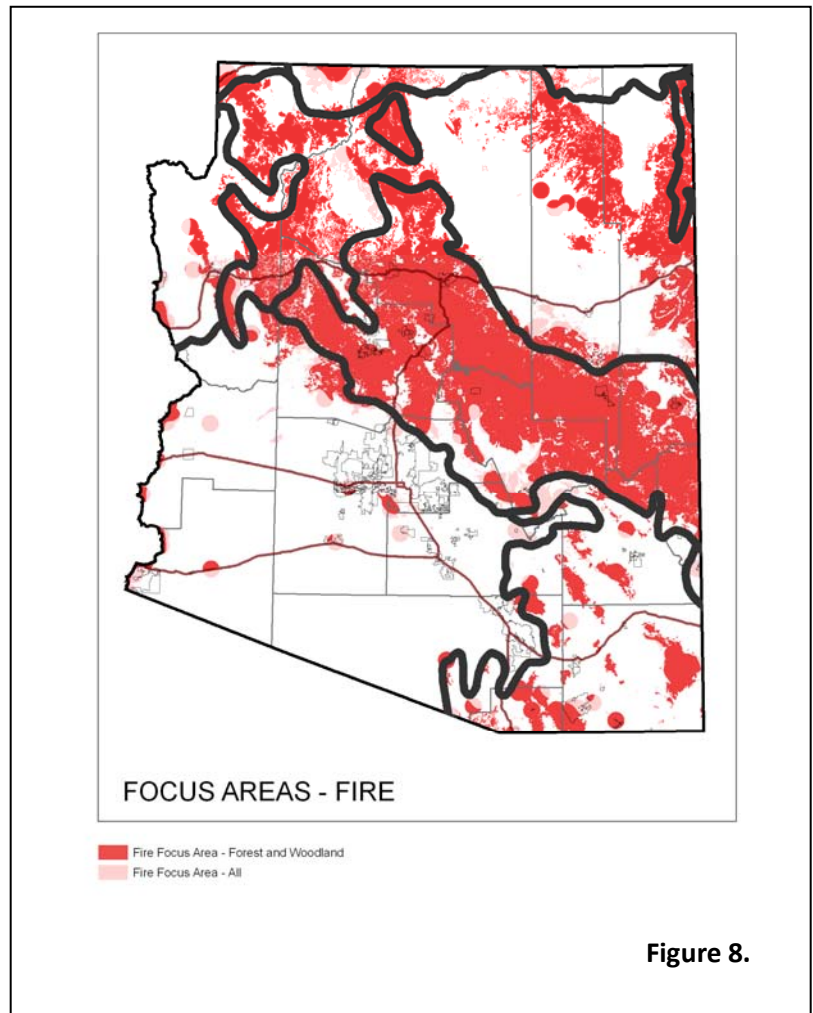 FOCUS AREAS - FIRE
Fire Focus Area - Forest and Woodland
Fire Focus Area - All
Figure 8.